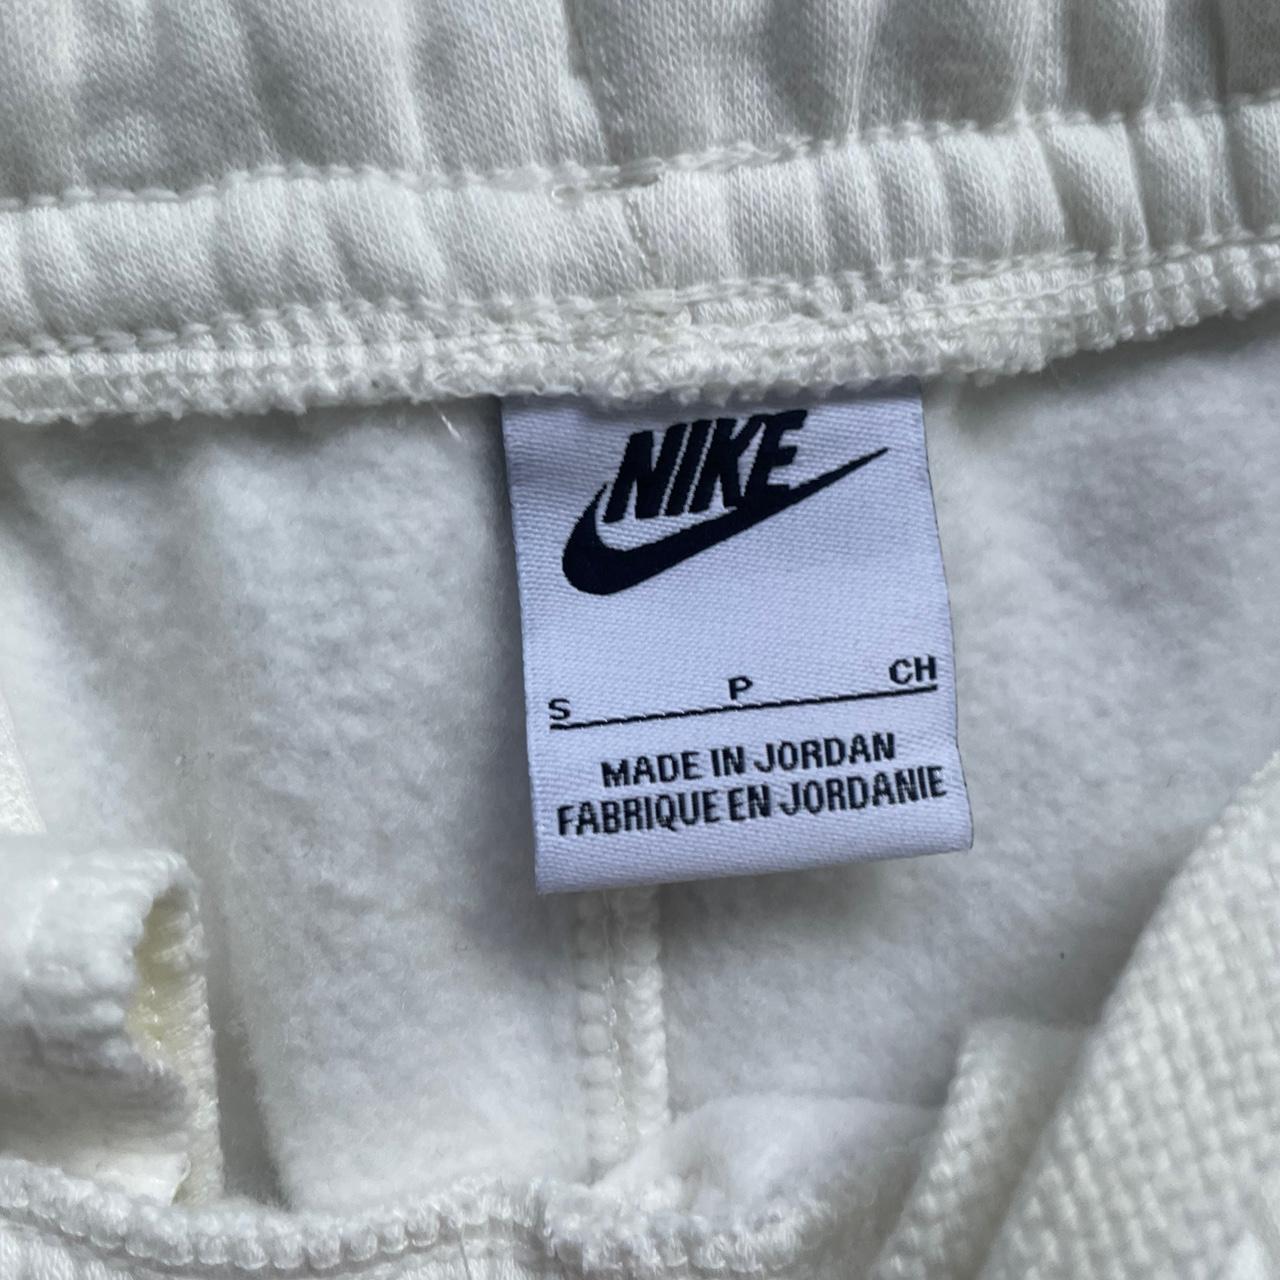 NIKE
S P CH
MADE IN JORDAN
FABRIQUE EN JORDANIE